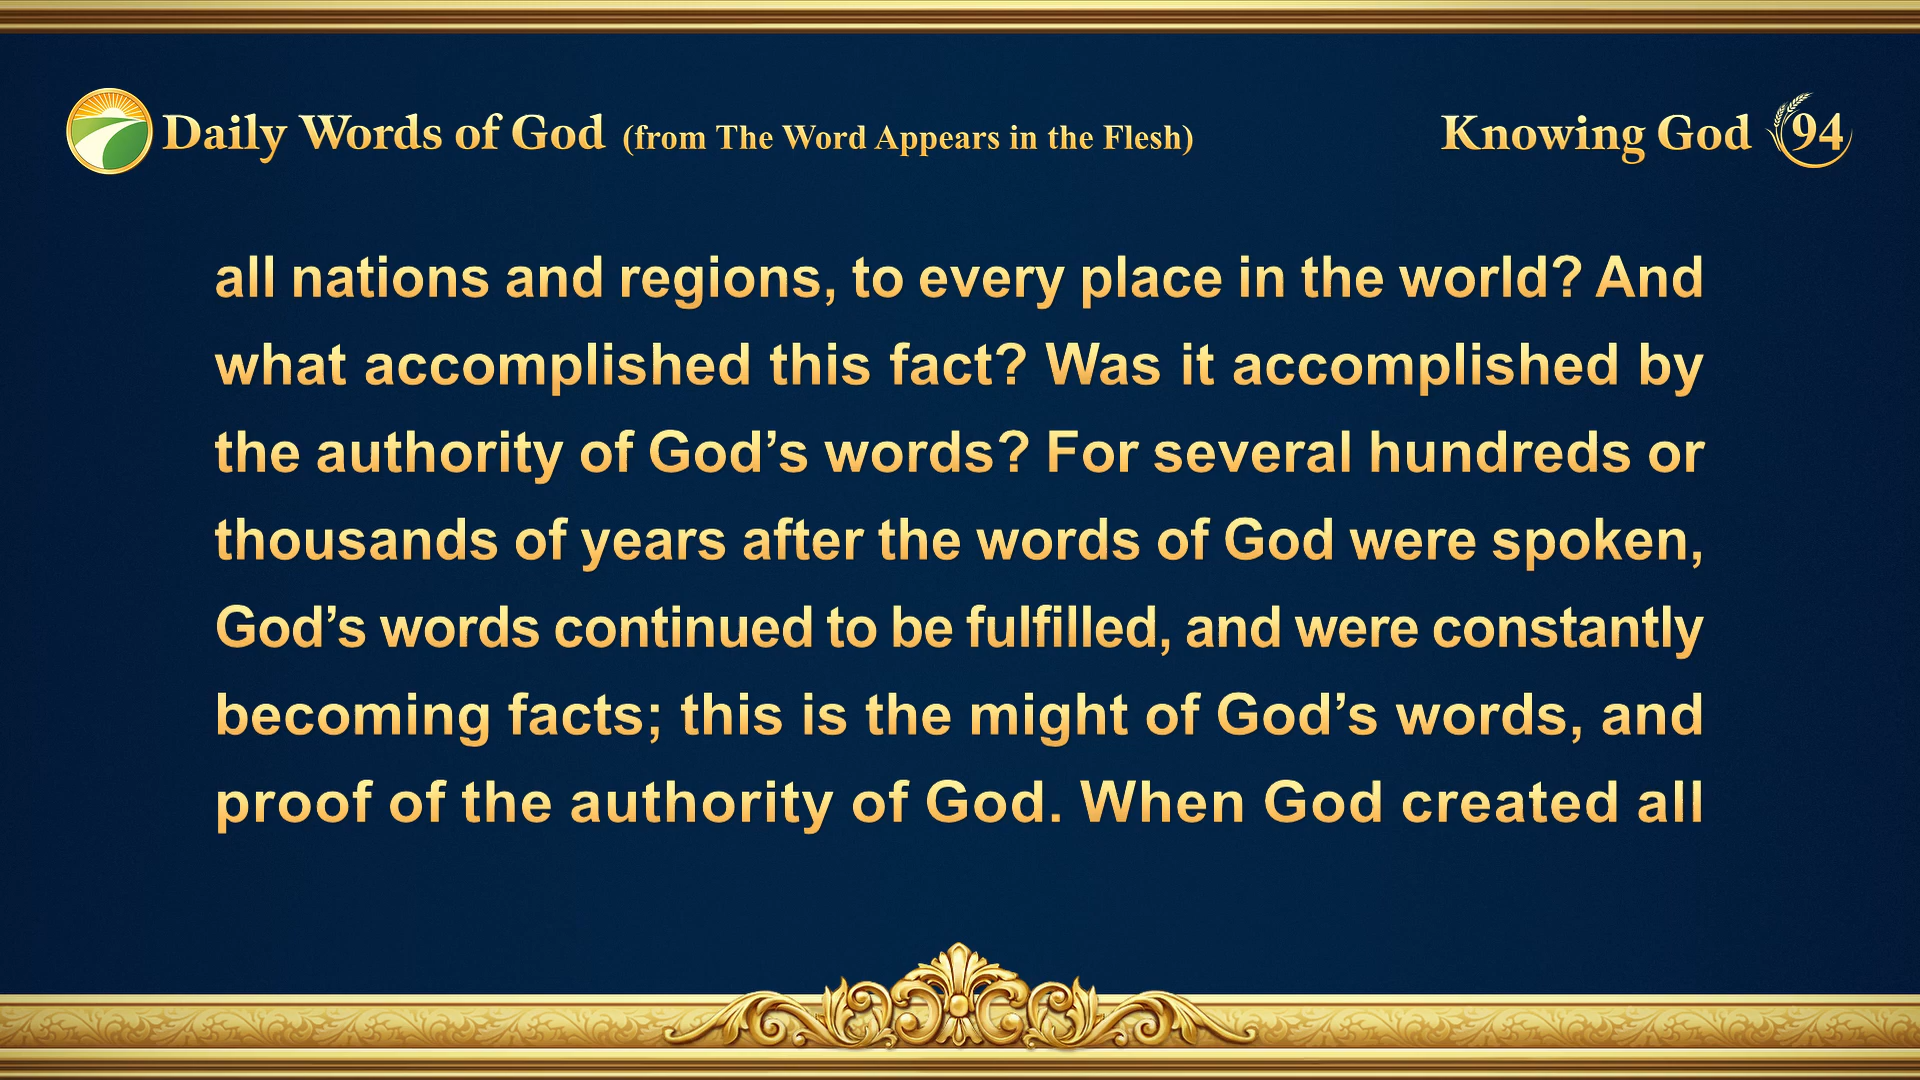 Daily Words of God (from The Word Appears in the Flesh)
Knowing God 94
all nations and regions, to every place in the world? And
what accomplished this fact? Was it accomplished by
the authority of God’s words? For several hundreds or
thousands of years after the words of God were spoken,
God’s words continued to be fulfilled, and were constantly
becoming facts; this is the might of God’s words, and
proof of the authority of God. When God created all